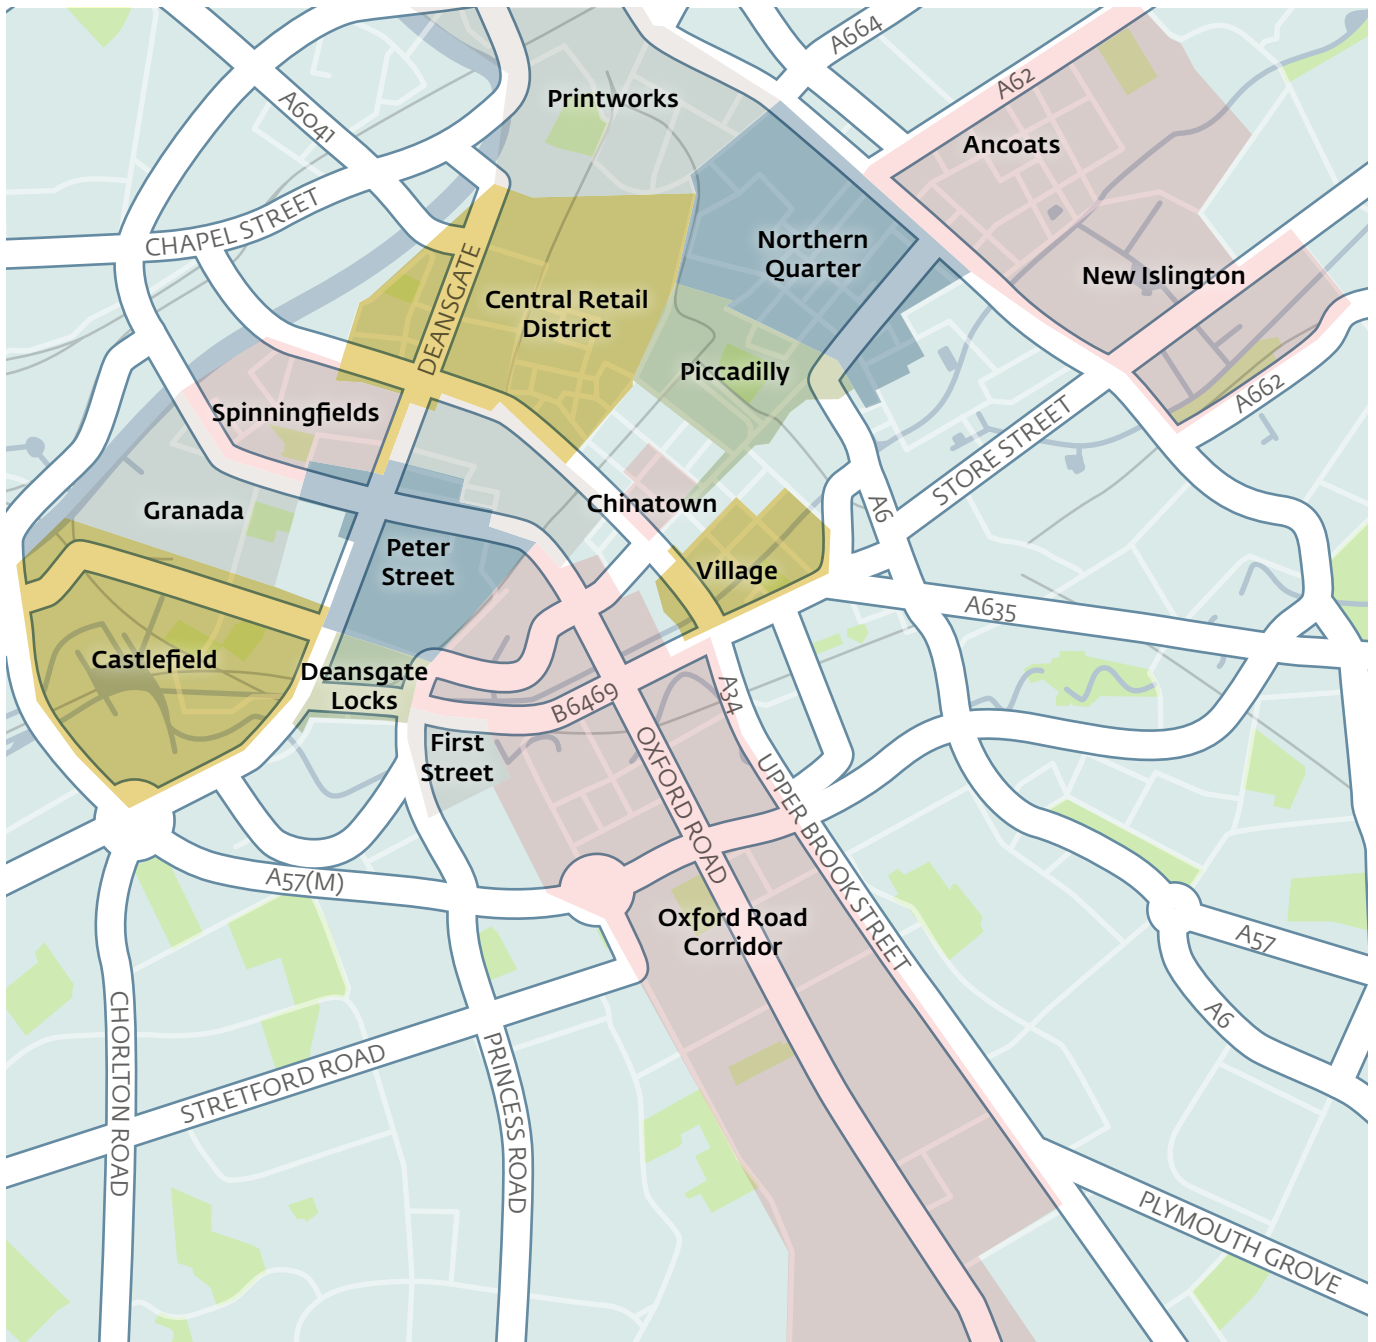 A664
A62
Printworks
A6041
Ancoats
CHAPEL STREET
Northern
Quarter
New Islington
DEANSGATE
Central Retail
District
Piccadilly
A662
Spinningfields
STORE STREET
Granada
Chinatown
A6
Peter
Street
Village
A635
Castlefield
Deansgate
Locks
B6469
A34
First
Street
OXFORD ROAD
UPPER BROOK STREET
A57(M)
Oxford Road
Corridor
A57
A6
CHORLTON ROAD
STRETFORD ROAD
PRINCESS ROAD
PLYMOUTH GROVE